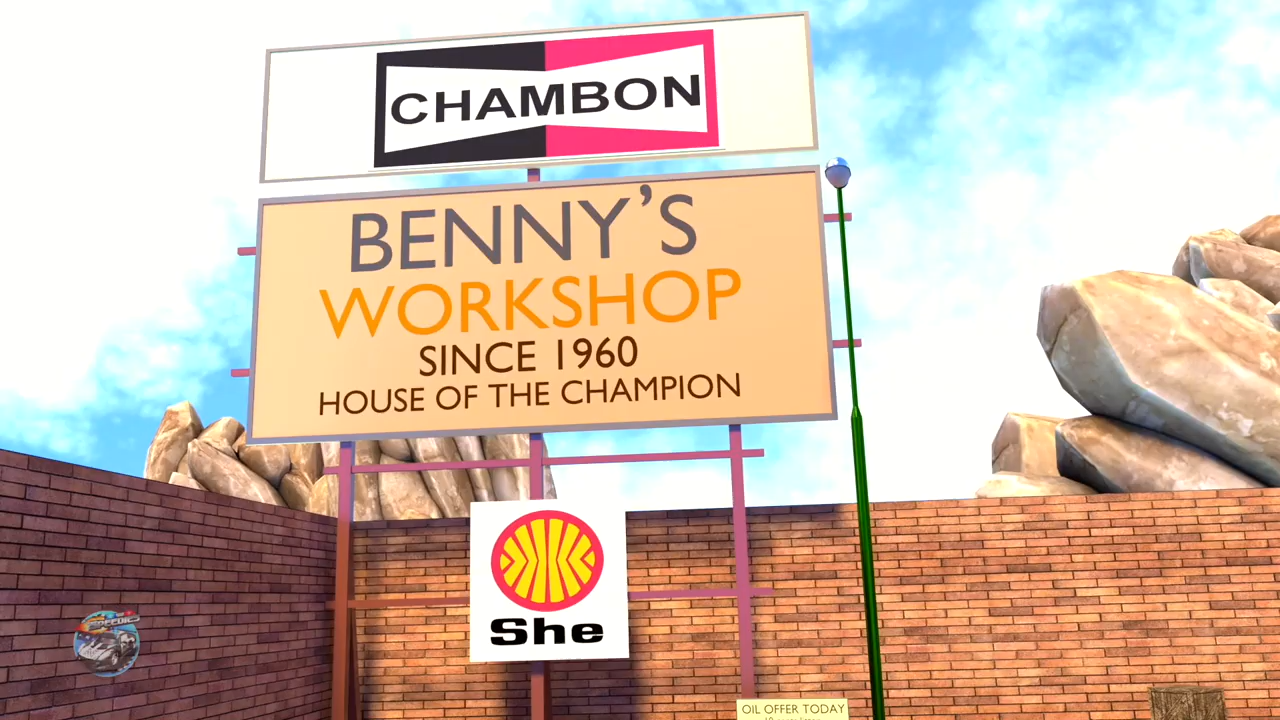 CHAMBON
BENNY'S
WORKSHOP
SINCE 1960
HOUSE OF THE CHAMPION
She
OIL OFFER TODAY